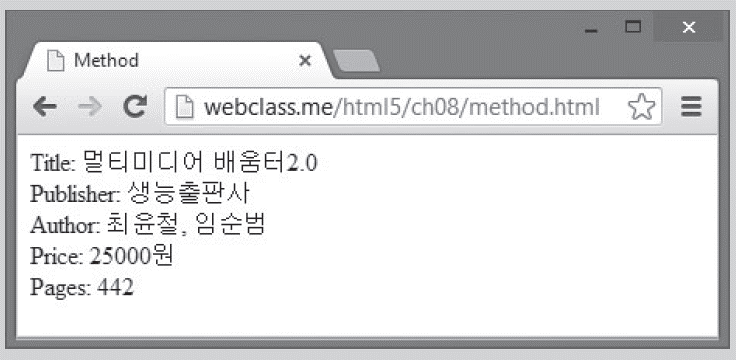 Method
webclass.me/html5/ch08/method.html
Title: 멀티미디어 배움터2.0
Publisher: 생능출판사
Author: 최윤철, 임순범
Price: 25000원
Pages: 442